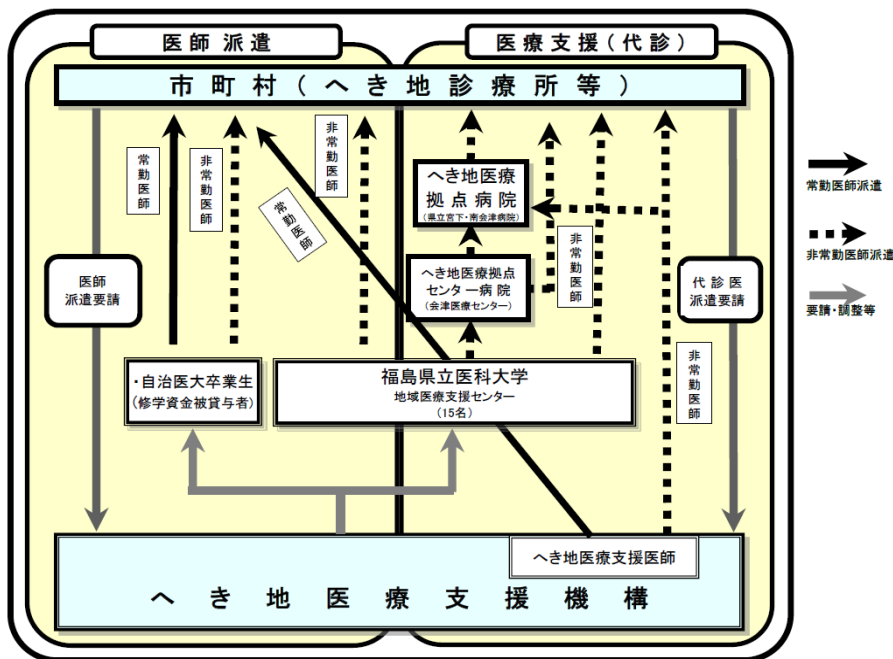 医師派遣
医療支援(代診)
市町村(へき地診療所等)
常勤医師
非常勤医師
常勤医師
非常勤医師
へき地医療
拠点病院
(県立宮下・南会津病院)
へき地医療拠点
センター病院
(会津医療センター)
非常勤医師
医師
派遣要請
代診医
派遣要請
非常勤医師
・自治医大卒業生
(修学資金被貸与者)
福島県立医科大学
地域医療支援センター
(15名)
へき地医療支援医師
へき地医療支援機構
常勤医師派遣
非常勤医師派遣
要請・調整等